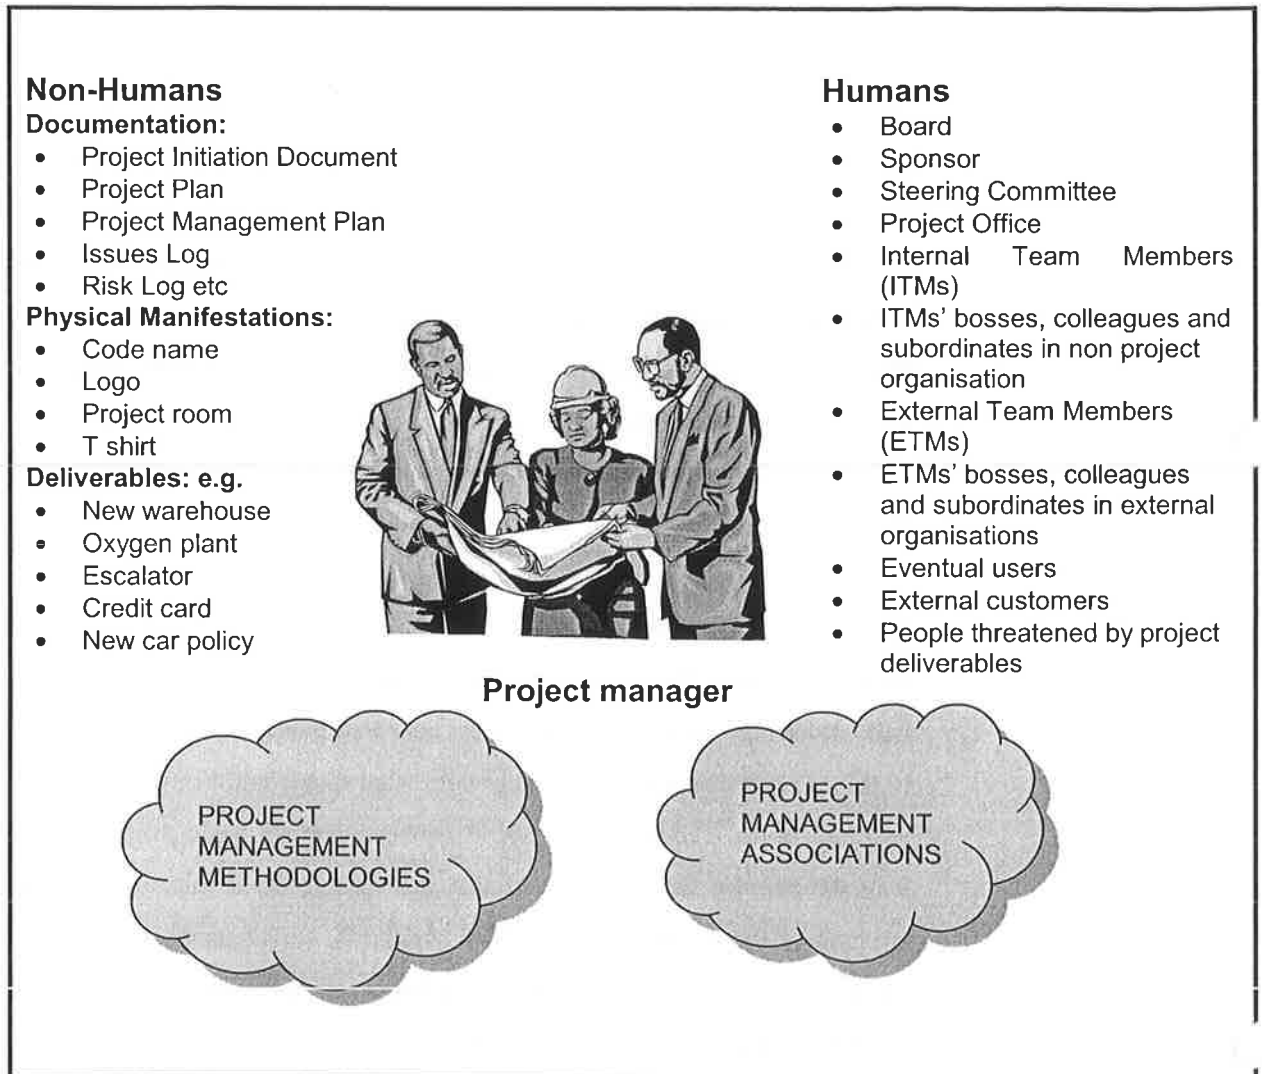 Non-Humans
Documentation:
• Project Initiation Document
• Project Plan
• Project Management Plan
• Issues Log
• Risk Log etc
Physical Manifestations:
• Code name
• Logo
• Project room
• T shirt
Deliverables: e.g.
• New warehouse
• Oxygen plant
• Escalator
• Credit card
• New car policy
Humans
• Board
• Sponsor
• Steering Committee
• Project Office
• Internal Team Members
(ITMs)
• ITMs' bosses, colleagues and
subordinates in non project
organisation
• External Team Members
(ETMs)
• ETMs' bosses, colleagues
and subordinates in external
organisations
• Eventual users
• External customers
• People threatened by project
deliverables
Project manager
PROJECT
MANAGEMENT
METHODOLOGIES
PROJECT
MANAGEMENT
ASSOCIATIONS